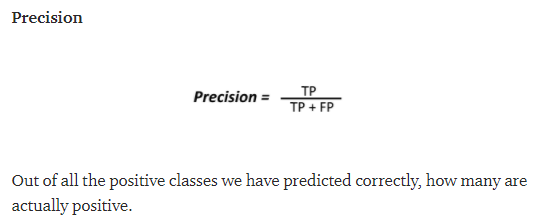 Precision
Precision = TP
TP + FP
Out of all the positive classes we have predicted correctly, how many are
actually positive.